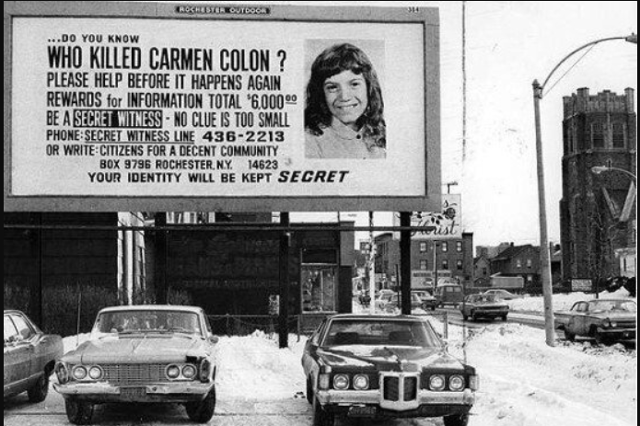 ROCHESTER OUTDOOR
384
...DO YOU KNOW
WHO KILLED CARMEN COLON ?
PLEASE HELP BEFORE IT HAPPENS AGAIN
REWARDS for INFORMATION TOTAL $6,000 00
BE A SECRET WITNESS - NO CLUE IS TOO SMALL
PHONE: SECRET WITNESS LINE 436-2213
OR WRITE: CITIZENS FOR A DECENT COMMUNITY
BOX 9796 ROCHESTER, N.Y. 14623
YOUR IDENTITY WILL BE KEPT SECRET
Florist